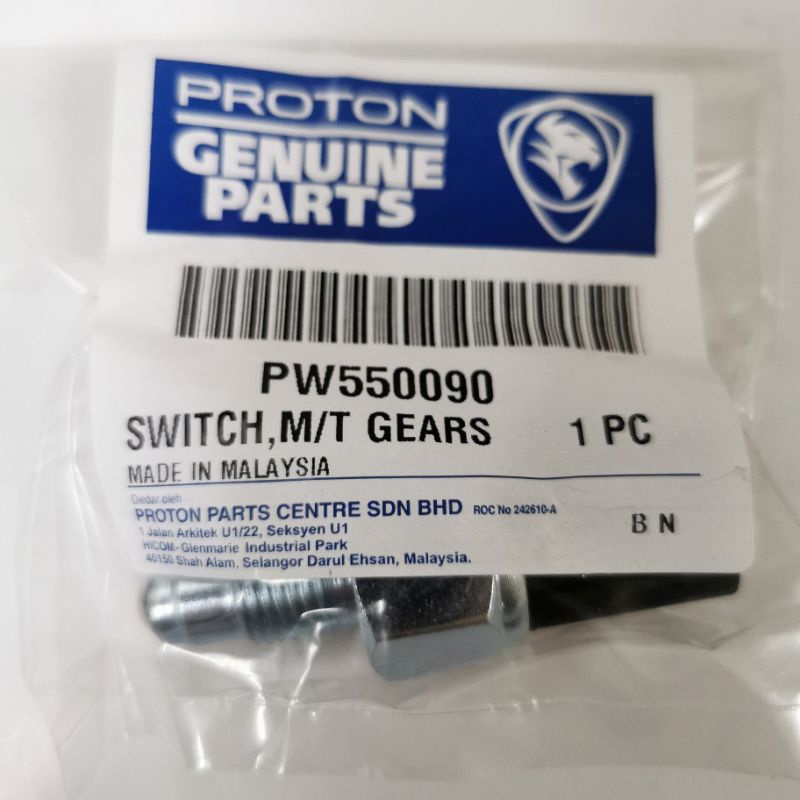 PROTON
GENUINE
PARTS
PW550090
SWITCH,M/T GEARS 1 PC
MADE IN MALAYSIA
Diedar oleh
PROTON PARTS CENTRE SDN BHD ROC No 242610-A
1 Jalan Arkitek U1/22, Seksyen U1 B N
HICOM-Glenmarie Industrial Park
40150 Shah Alam, Selangor Darul Ehsan, Malaysia.